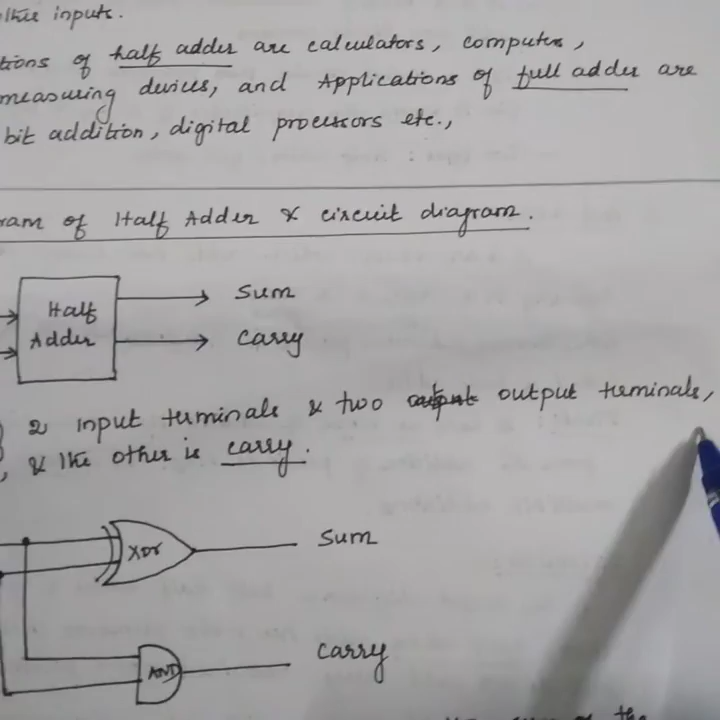 the inputs.
tions of half adder are calculators, computers,
measuring devices, and Applications of full adder are
bit addition, digital processors etc.,
ram of Half Adder & circuit diagram.
Half
Adder
Sum
Carry
2 input terminals & two output terminals,
, & the other is carry.
XOr
Sum
AND
Carry
the